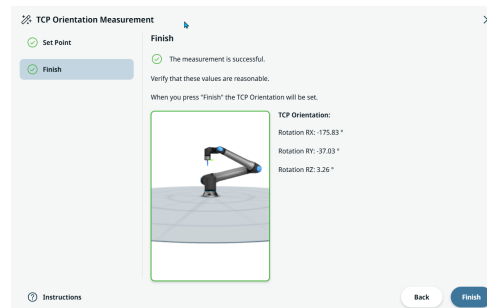 TCP Orientation Measurement
Set Point
Finish
Finish
The measurement is successful.
Verify that these values are reasonable.
When you press "Finish" the TCP Orientation will be set.
TCP Orientation:
Rotation RX: -175.83 °
Rotation RY: -37.03 °
Rotation RZ: 3.26 °
Instructions
Back
Finish